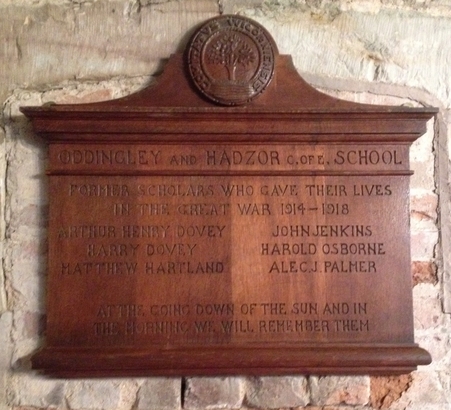 ODDINGLEY AND HADZOR C. OF E. SCHOOL
FORMER SCHOLARS WHO GAVE THEIR LIVES
IN THE GREAT WAR 1914–1918
ARTHUR HENRY DOVEY JOHN JENKINS
HARRY DOVEY HAROLD OSBORNE
MATTHEW HARTLAND ALEC. J. PALMER
AT THE GOING DOWN OF THE SUN AND IN
THE MORNING WE WILL REMEMBER THEM